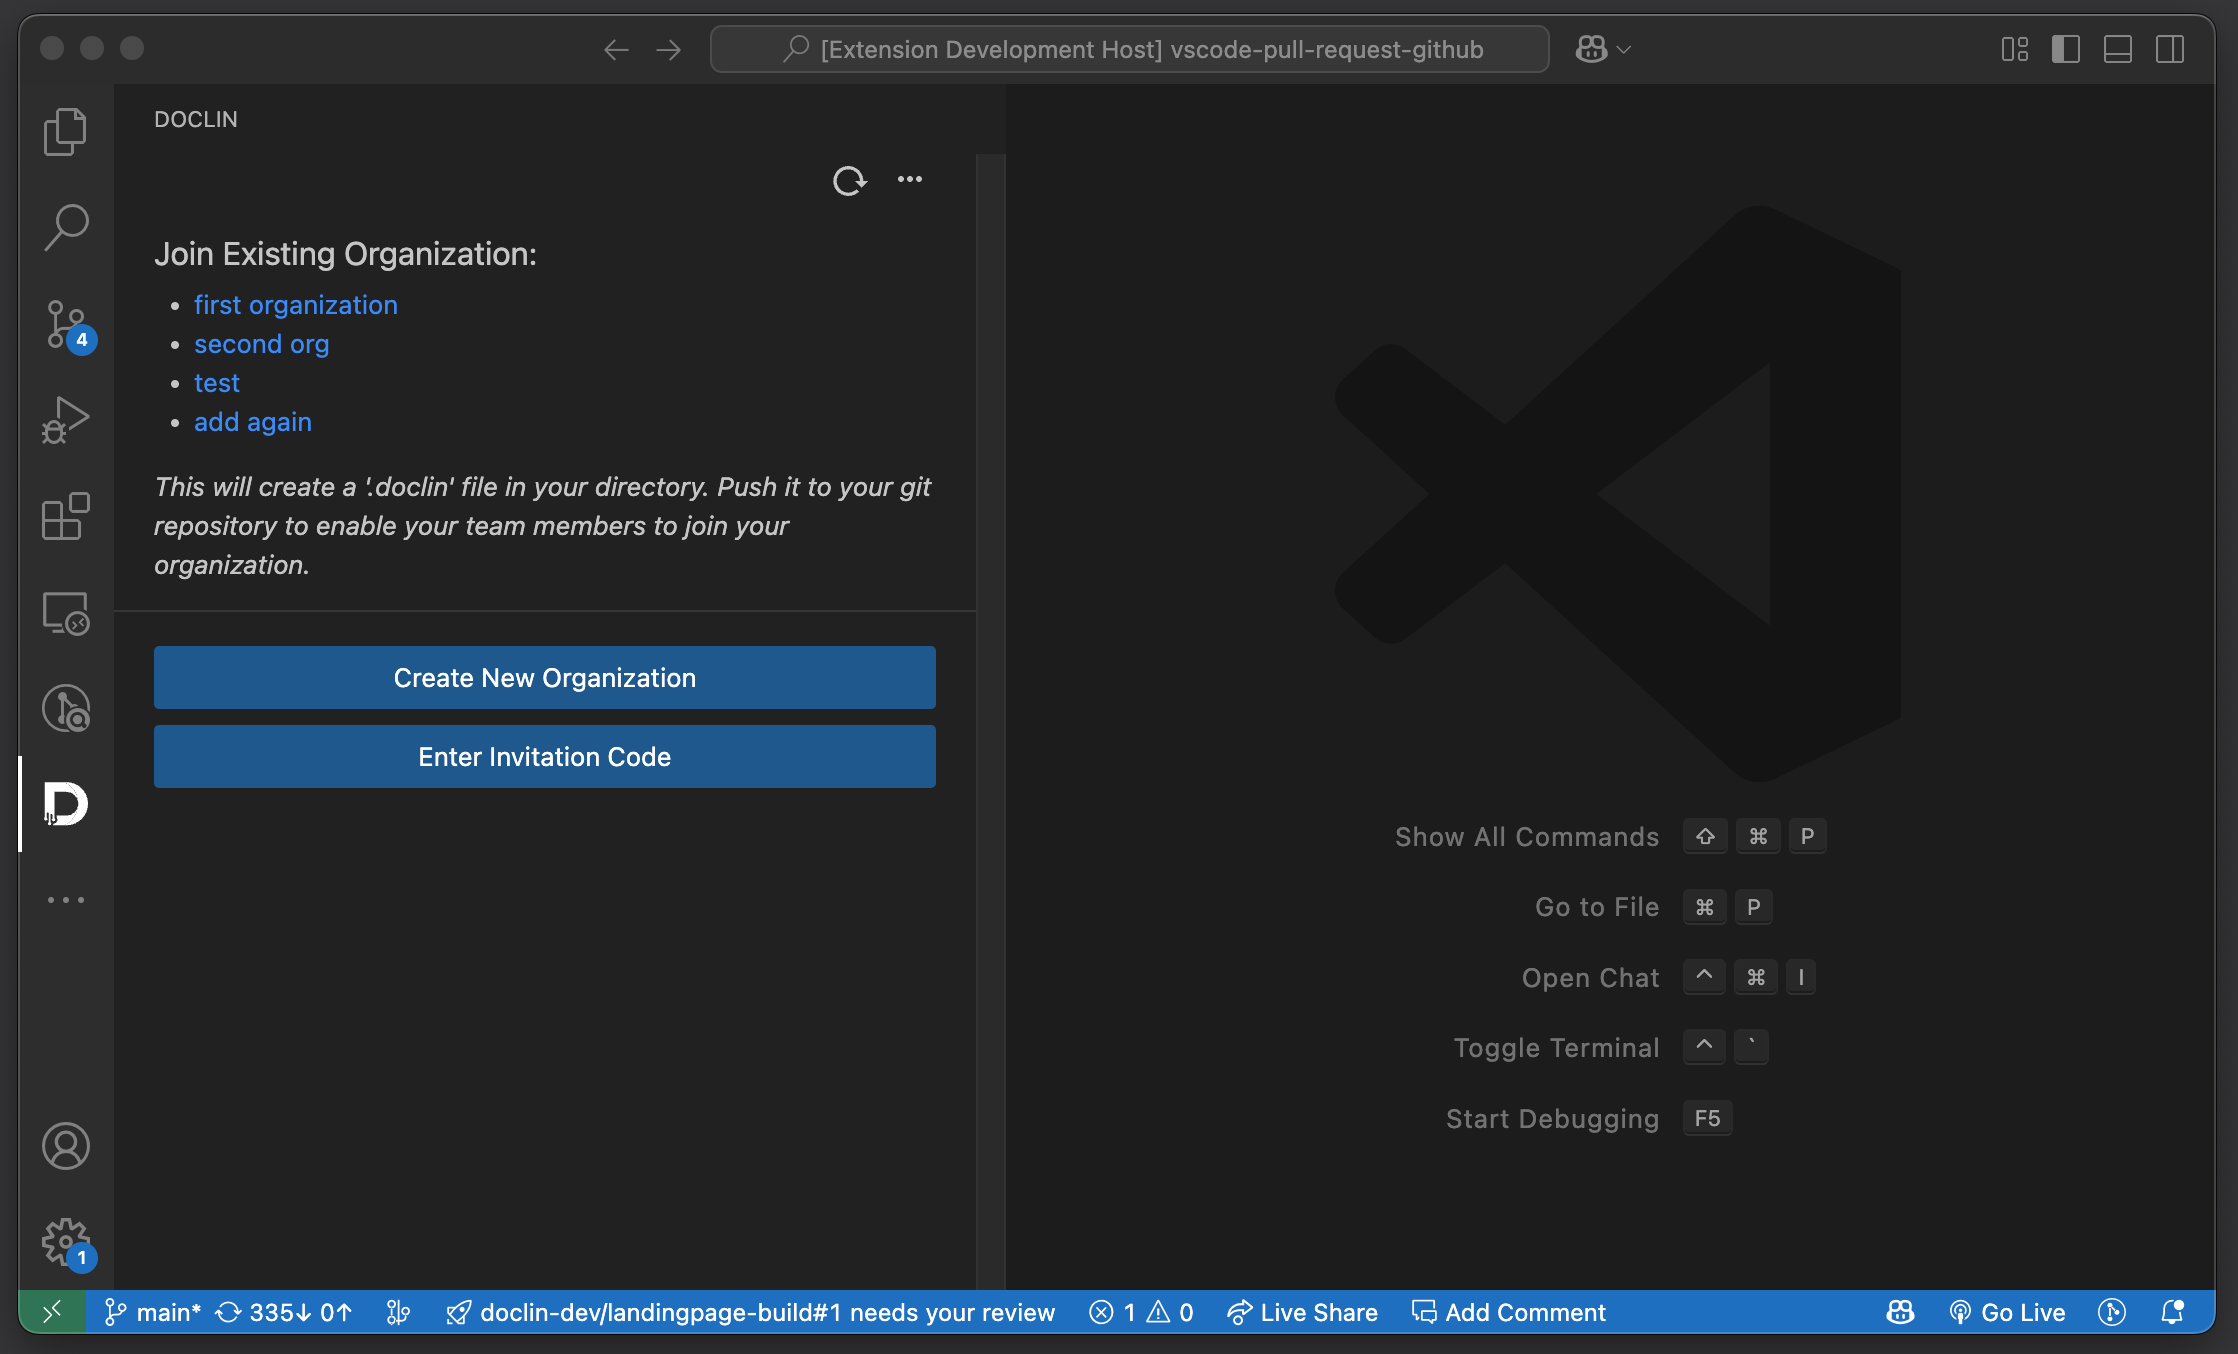 [Extension Development Host] vscode-pull-request-github
DOCLIN
Join Existing Organization:
• first organization
• second org
• test
• add again
This will create a '.doclin' file in your directory. Push it to your git
repository to enable your team members to join your
organization.
Create New Organization
Enter Invitation Code
4
1
Show All Commands ⇧ ⌘ P
Go to File ⌘ P
Open Chat ^ ⌘ I
Toggle Terminal ^ `
Start Debugging F5
main* 335↓ 0↑ doclin-dev/landingpage-build#1 needs your review 1 0 Live Share Add Comment Go Live